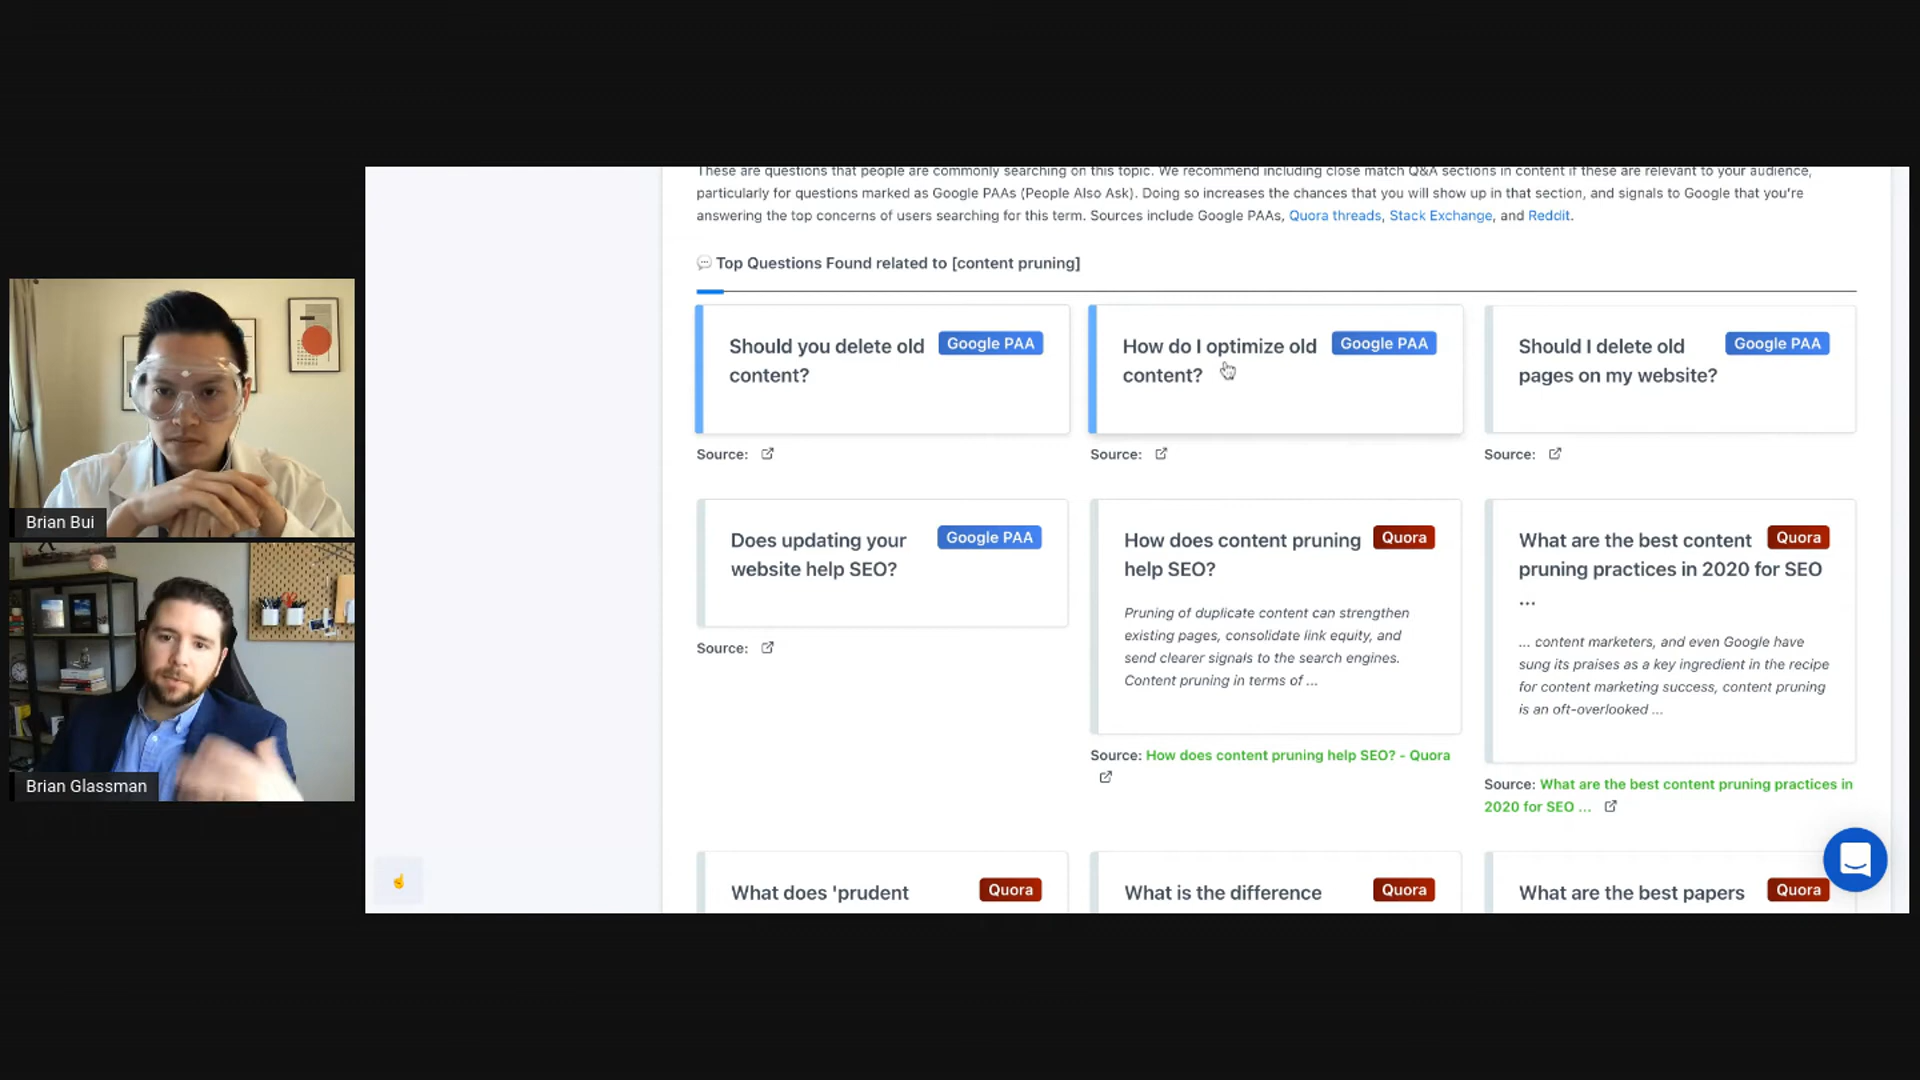 These are questions that people are commonly searching on this topic. We recommend including close match Q&A sections in content if these are relevant to your audience,
particularly for questions marked as Google PAAs (People Also Ask). Doing so increases the chances that you will show up in that section, and signals to Google that you're
answering the top concerns of users searching for this term. Sources include Google PAAs, Quora threads, Stack Exchange, and Reddit.
Top Questions Found related to [content pruning]
Should you delete old
content?
Google PAA
Source:
How do I optimize old
content?
Google PAA
Source:
Should I delete old
pages on my website?
Google PAA
Source:
Does updating your
website help SEO?
Google PAA
Source:
How does content pruning
help SEO?
Quora
Pruning of duplicate content can strengthen
existing pages, consolidate link equity, and
send clearer signals to the search engines.
Content pruning in terms of ...
Source: How does content pruning help SEO? - Quora
What are the best content
pruning practices in 2020 for SEO
...
Quora
... content marketers, and even Google have
sung its praises as a key ingredient in the recipe
for content marketing success, content pruning
is an oft-overlooked ...
Source: What are the best content pruning practices in
2020 for SEO ...
What does 'prudent
Quora
What is the difference
Quora
What are the best papers
Quora
Brian Bui
Brian Glassman